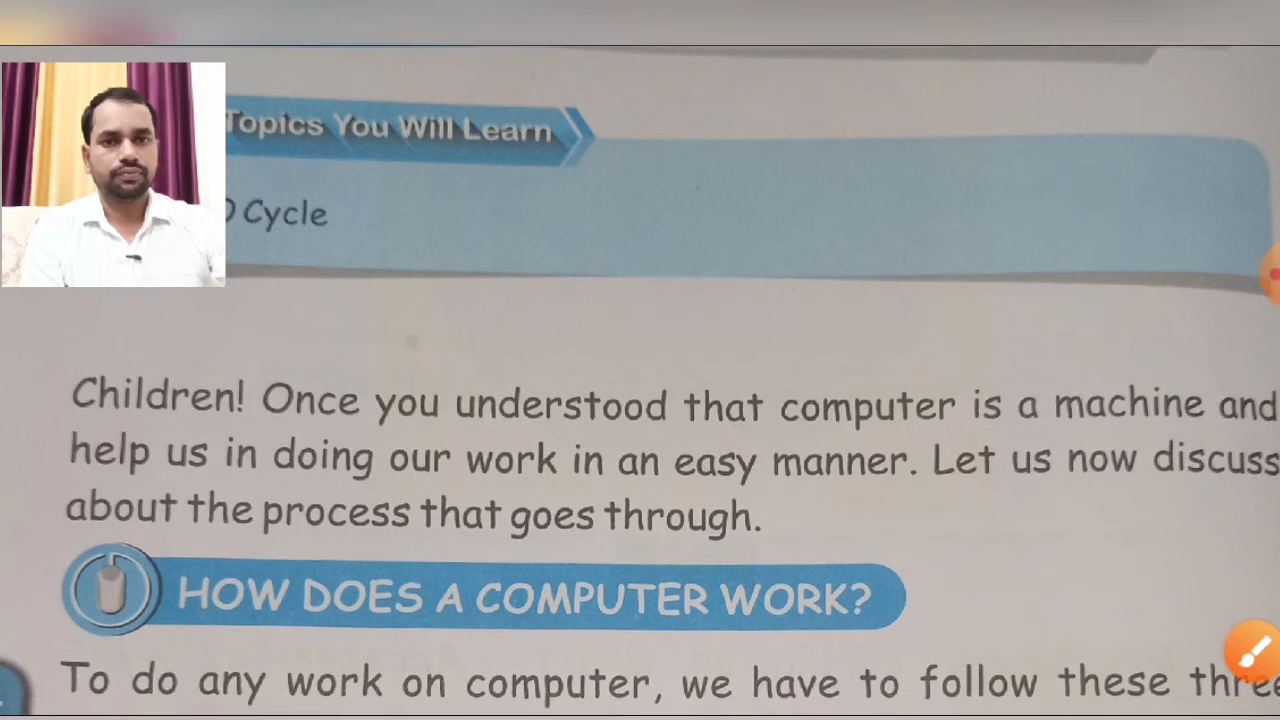 Topics You Will Learn
Cycle
Children! Once you understood that computer is a machine and
help us in doing our work in an easy manner. Let us now discuss
about the process that goes through.
HOW DOES A COMPUTER WORK?
To do any work on computer, we have to follow these three